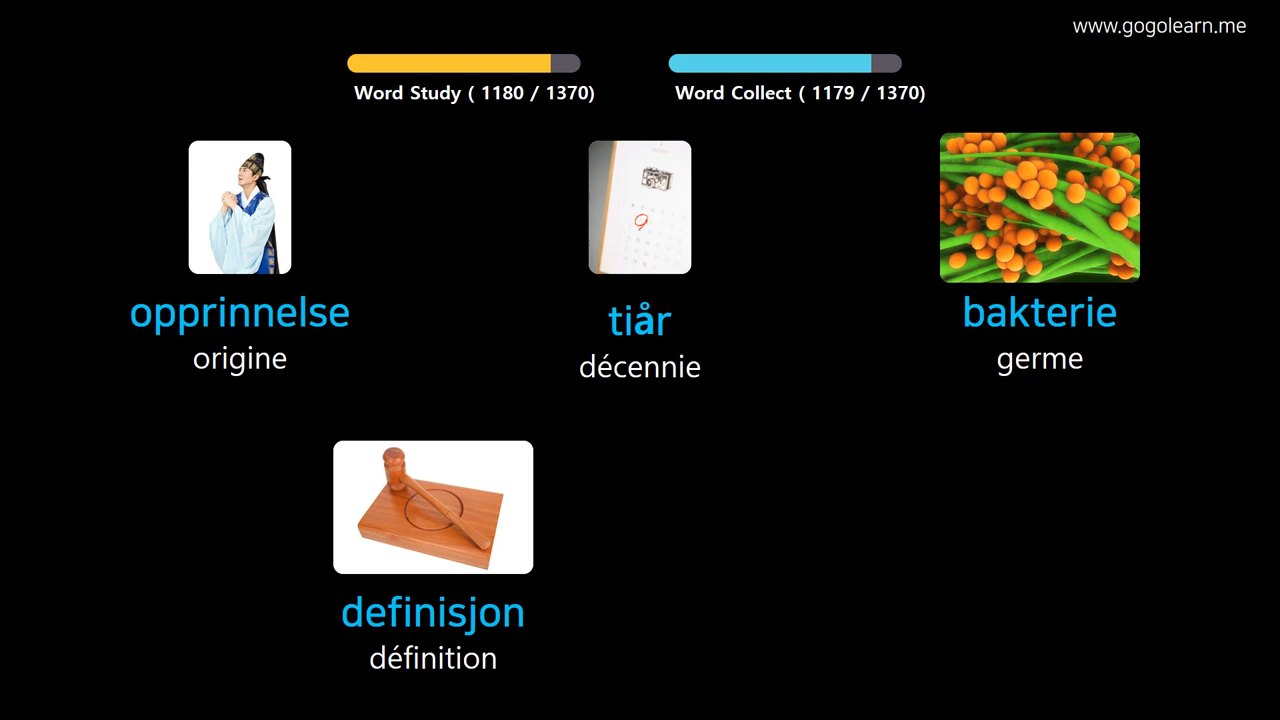 www.gogolearn.me
Word Study ( 1180 / 1370)
Word Collect ( 1179 / 1370)
opprinnelse
origine
tiår
décennie
bakterie
germe
definisjon
définition